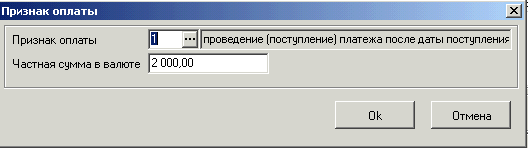 Признак оплаты
Признак оплаты 1 ... проведение (поступление) платежа после даты поступления
Частная сумма в валюте 2 000,00
Ok Отмена